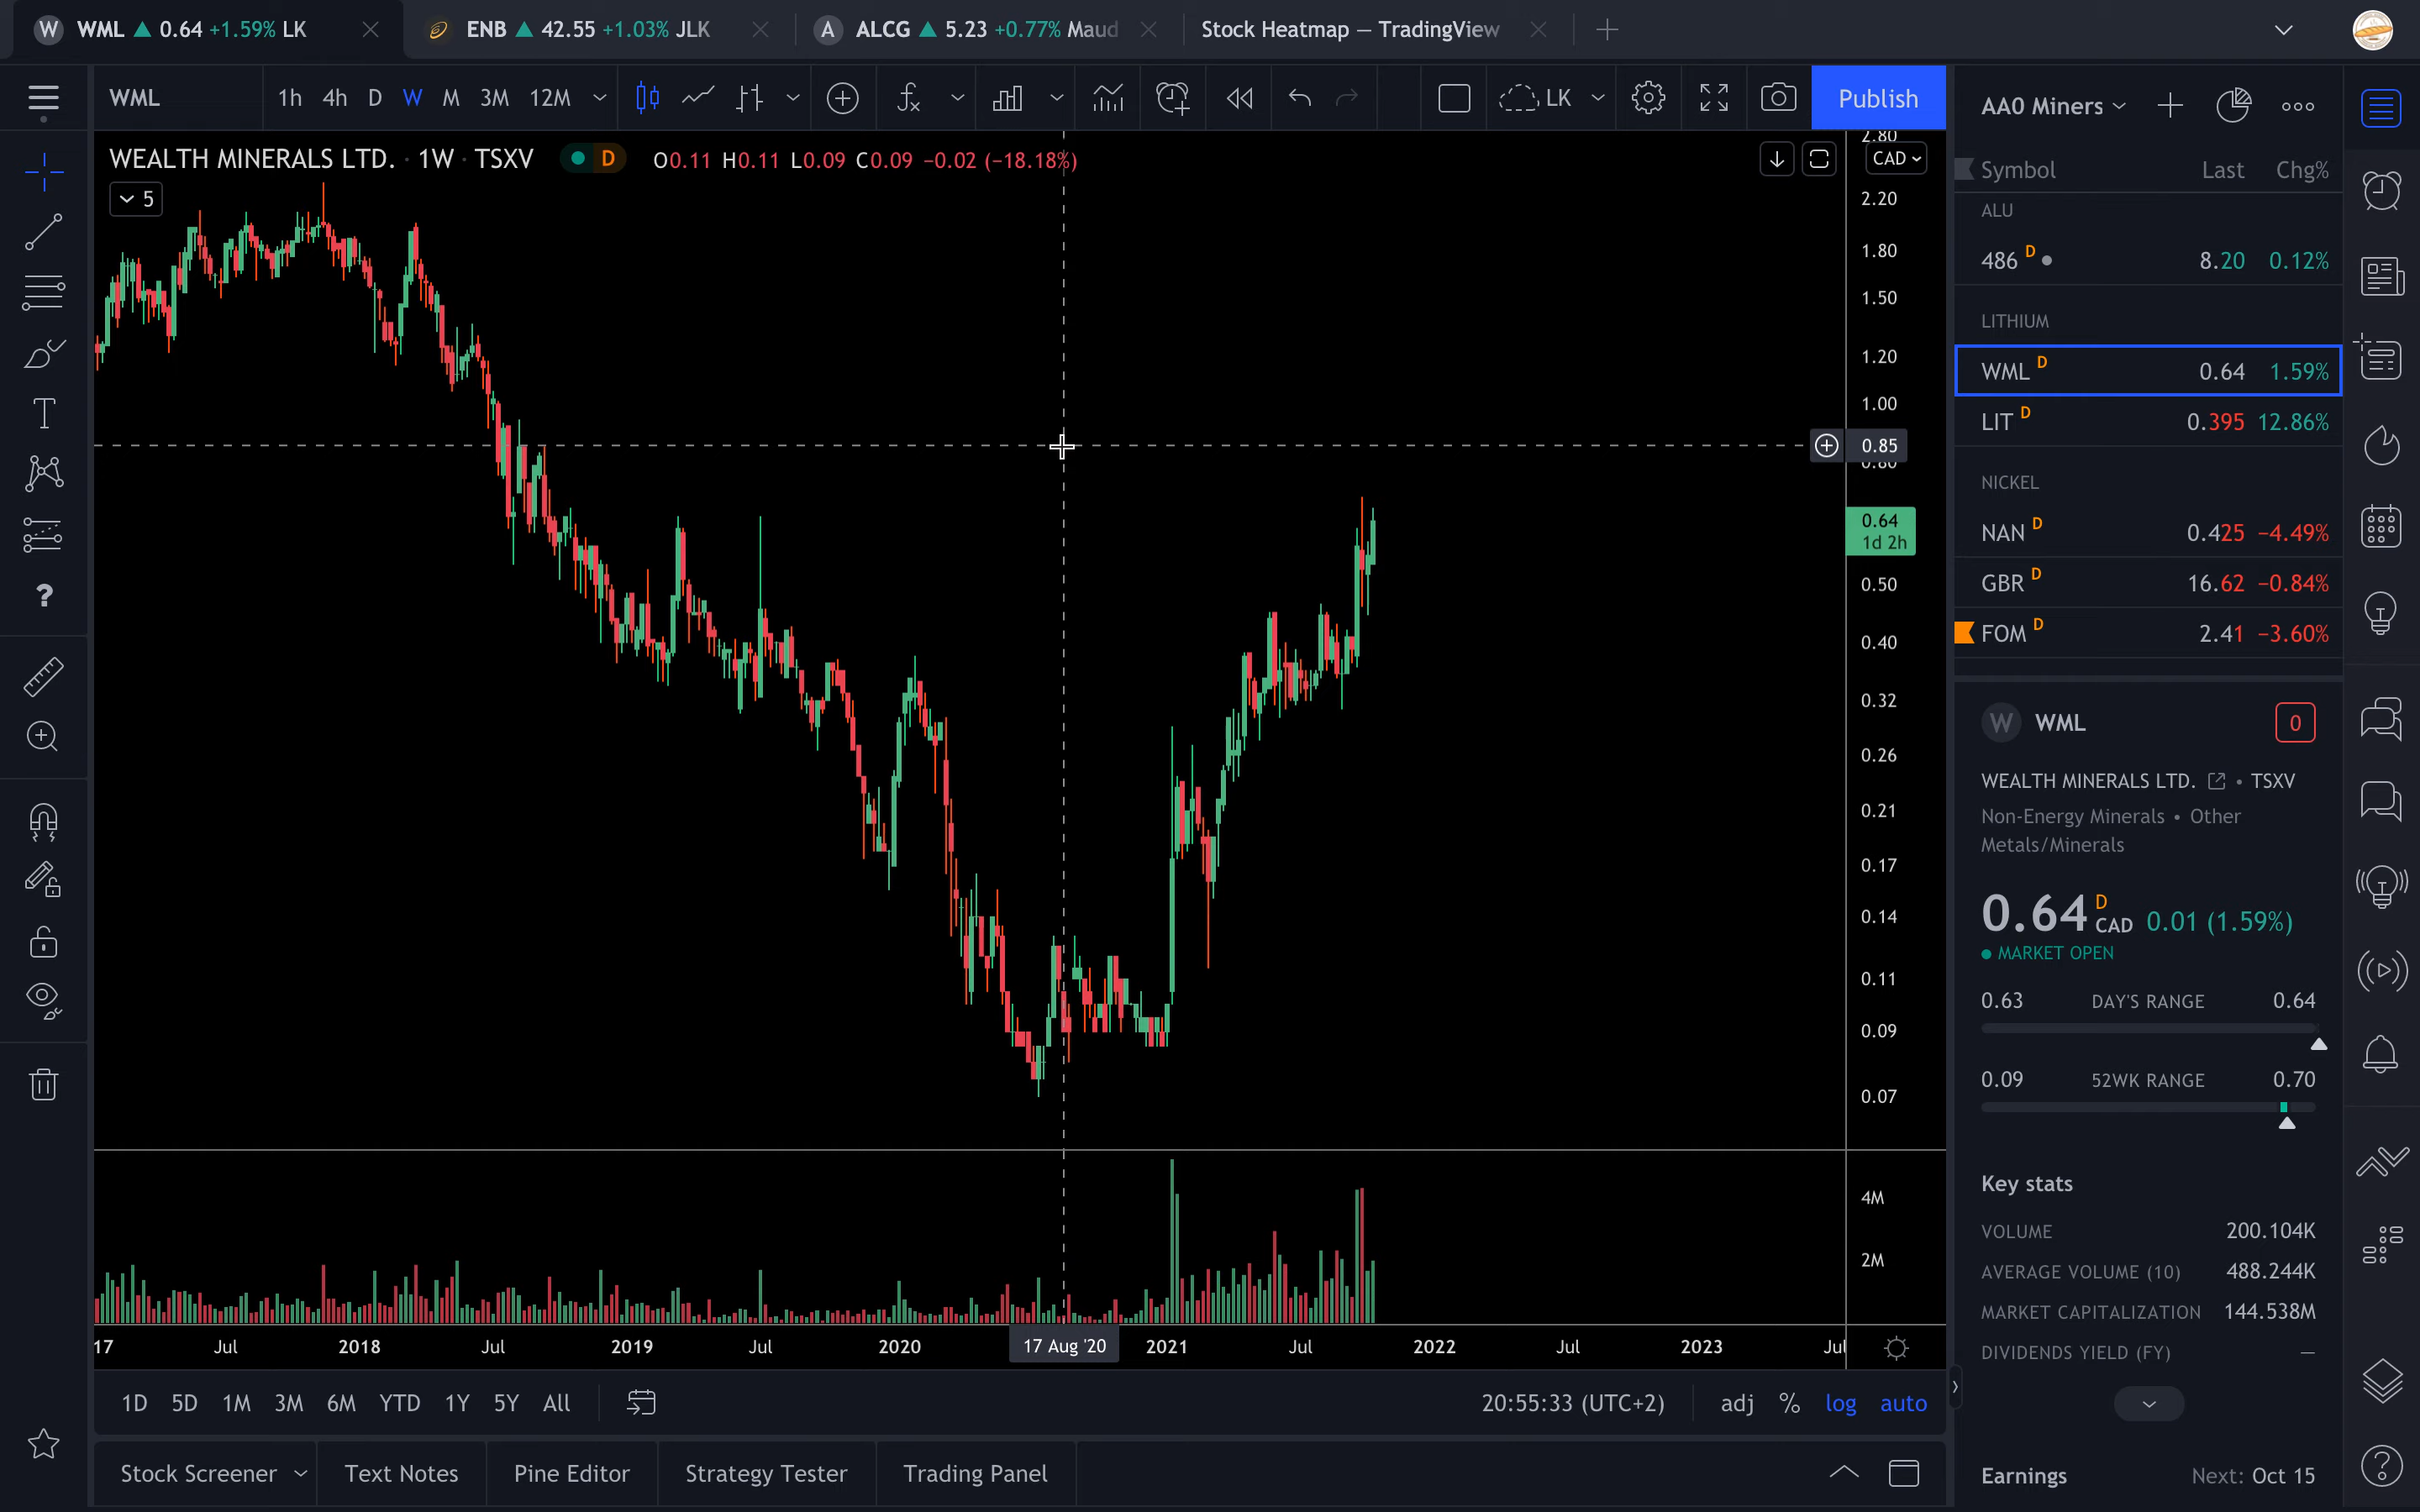 W WML 0.64 +1.59% LK
ENB 42.55 +1.03% JLK
A ALCG 5.23 +0.77% Maud
Stock Heatmap — TradingView
WML 1h 4h D W M 3M 12M
LK
Publish
WEALTH MINERALS LTD. · 1W · TSXV D O0.11 H0.11 L0.09 C0.09 −0.02 (−18.18%)
5
CAD
2.80
2.20
1.80
1.50
1.20
1.00
0.85
0.80
0.64
1d 2h
0.50
0.40
0.32
0.26
0.21
0.17
0.14
0.11
0.09
0.07
4M
2M
17 Jul 2018 Jul 2019 Jul 2020 17 Aug '20 2021 Jul 2022 Jul 2023 Jul
1D 5D 1M 3M 6M YTD 1Y 5Y All
20:55:33 (UTC+2) adj % log auto
Stock Screener Text Notes Pine Editor Strategy Tester Trading Panel
AA0 Miners
Symbol Last Chg%
ALU
486 D 8.20 0.12%
LITHIUM
WML D 0.64 1.59%
LIT D 0.395 12.86%
NICKEL
NAN D 0.425 −4.49%
GBR D 16.62 −0.84%
FOM D 2.41 −3.60%
W WML 0
WEALTH MINERALS LTD. • TSXV
Non-Energy Minerals • Other
Metals/Minerals
0.64 D CAD 0.01 (1.59%)
MARKET OPEN
0.63 DAY'S RANGE 0.64
0.09 52WK RANGE 0.70
Key stats
VOLUME 200.104K
AVERAGE VOLUME (10) 488.244K
MARKET CAPITALIZATION 144.538M
DIVIDENDS YIELD (FY) —
Earnings Next: Oct 15